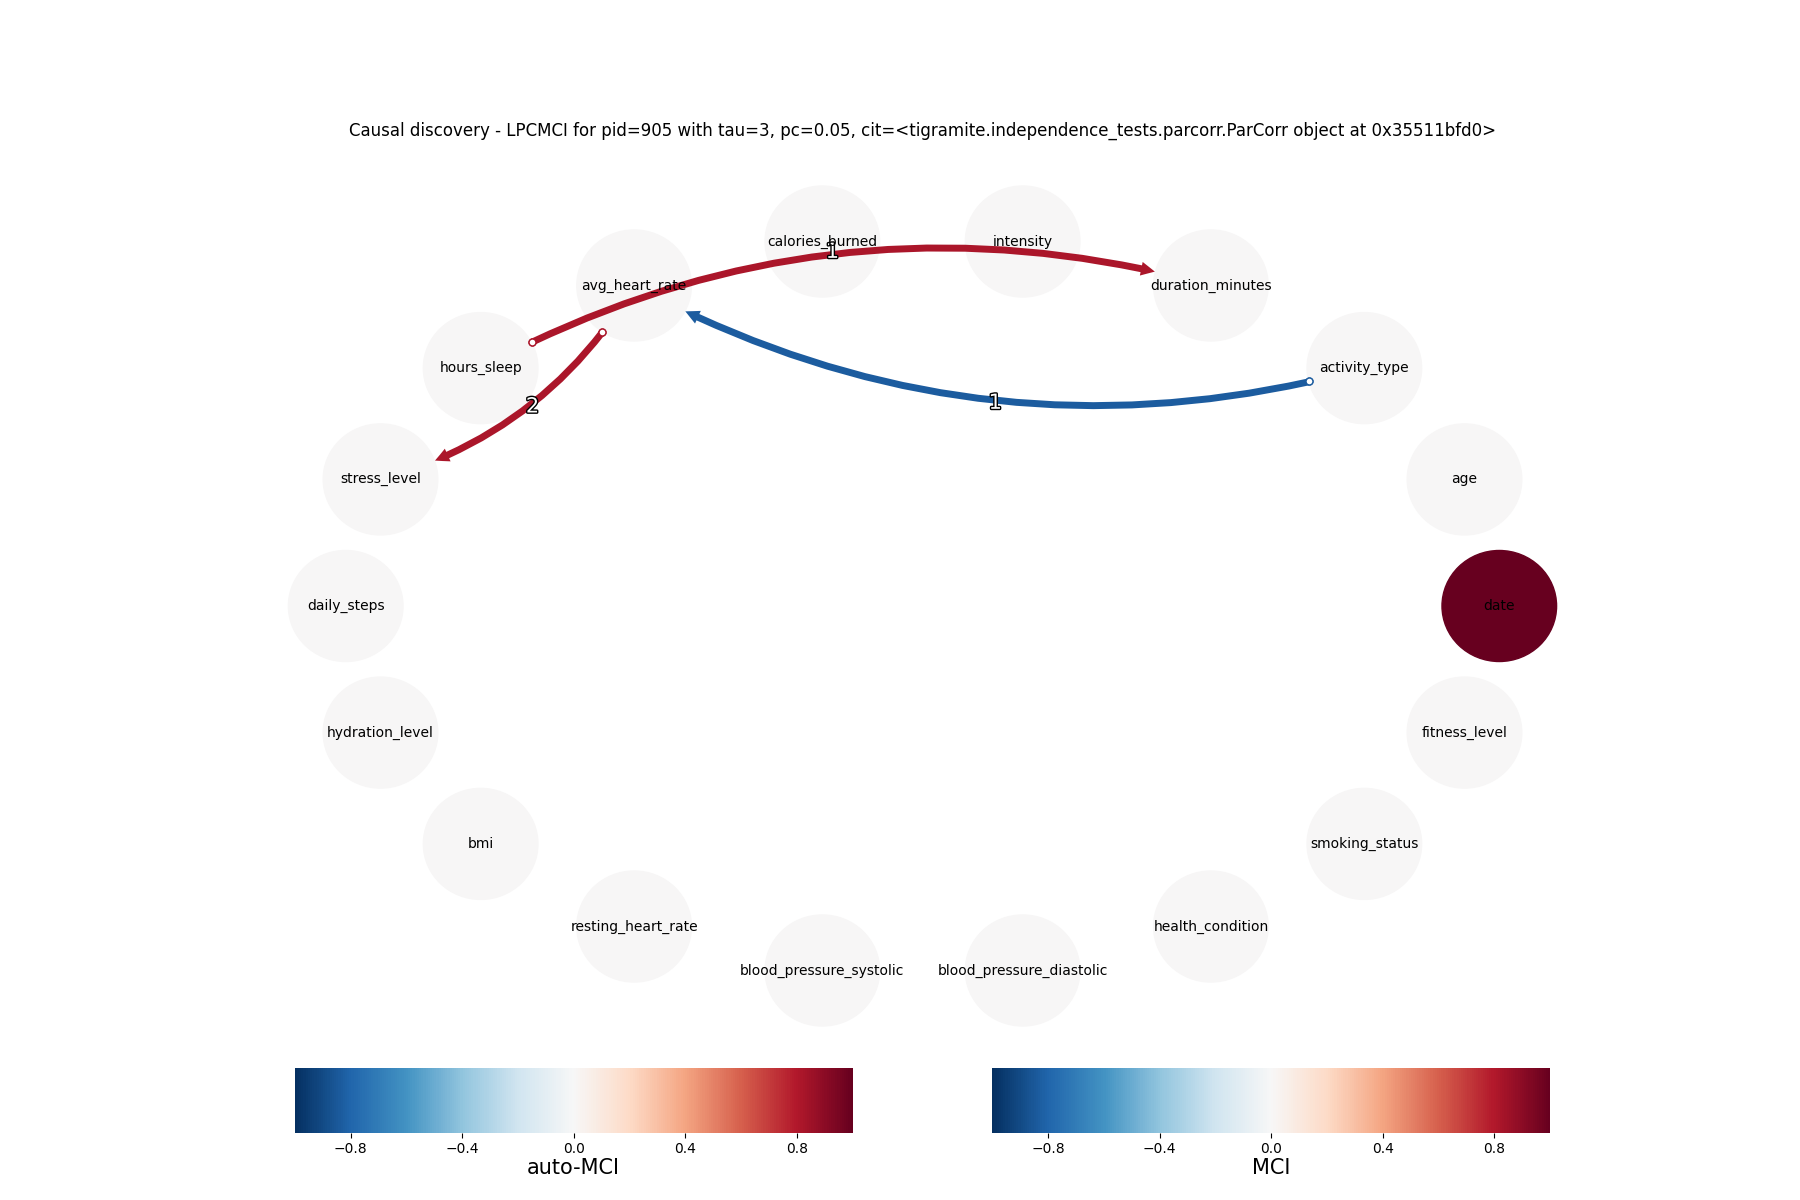 Causal discovery - LPCMCI for pid=905 with tau=3, pc=0.05, cit=<tigramite.independence_tests.parcorr.ParCorr object at 0x35511bfd0>
calories_burned
intensity
1
avg_heart_rate
duration_minutes
hours_sleep
activity_type
2
1
stress_level
age
daily_steps
date
hydration_level
fitness_level
bmi
smoking_status
resting_heart_rate
health_condition
blood_pressure_systolic
blood_pressure_diastolic
−0.8 −0.4 0.0 0.4 0.8
auto-MCI
−0.8 −0.4 0.0 0.4 0.8
MCI